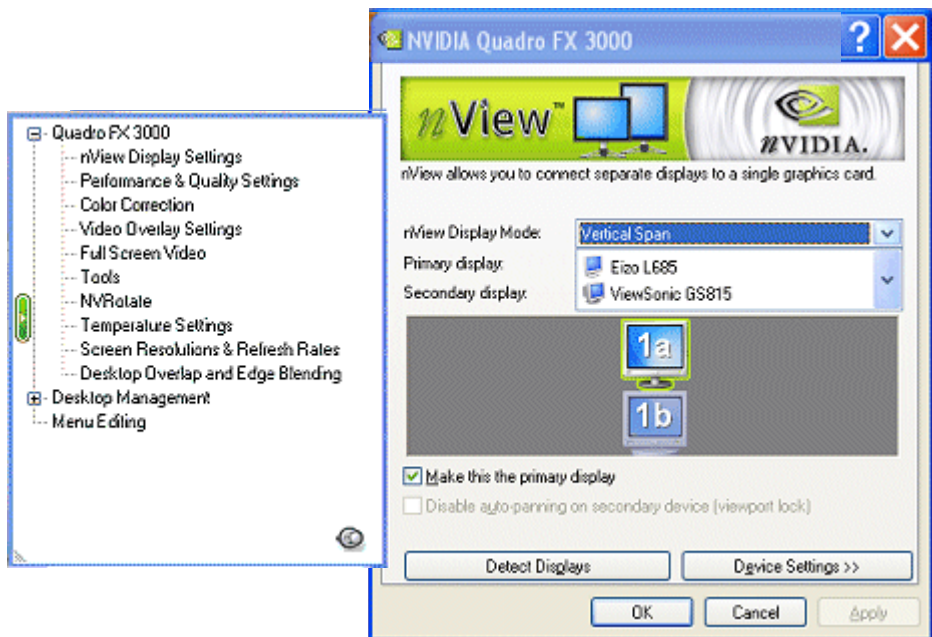 NVIDIA Quadro FX 3000
?
nView™
nVIDIA.
nView allows you to connect separate displays to a single graphics card.
Quadro FX 3000
nView Display Settings
Performance & Quality Settings
Color Correction
Video Overlay Settings
Full Screen Video
Tools
NVRotate
Temperature Settings
Screen Resolutions & Refresh Rates
Desktop Overlap and Edge Blending
Desktop Management
Menu Editing
nView Display Mode:
Vertical Span
Primary display:
Eizo L685
Secondary display:
ViewSonic GS815
1a
1b
Make this the primary display
Disable auto-panning on secondary device (viewport lock)
Detect Displays
Device Settings >>
OK
Cancel
Apply